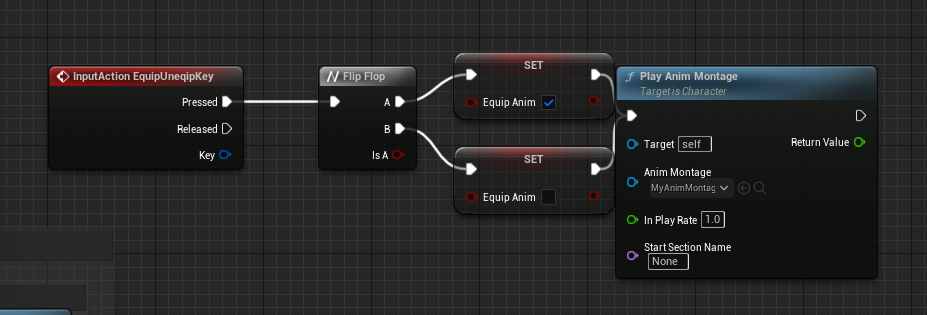 InputAction EquipUneqipKey
Pressed
Released
Key
Flip Flop
A
B
Is A
SET
Equip Anim
SET
Equip Anim
f Play Anim Montage
Target is Character
Target self
Return Value
Anim Montage
MyAnimMontag
In Play Rate 1.0
Start Section Name
None